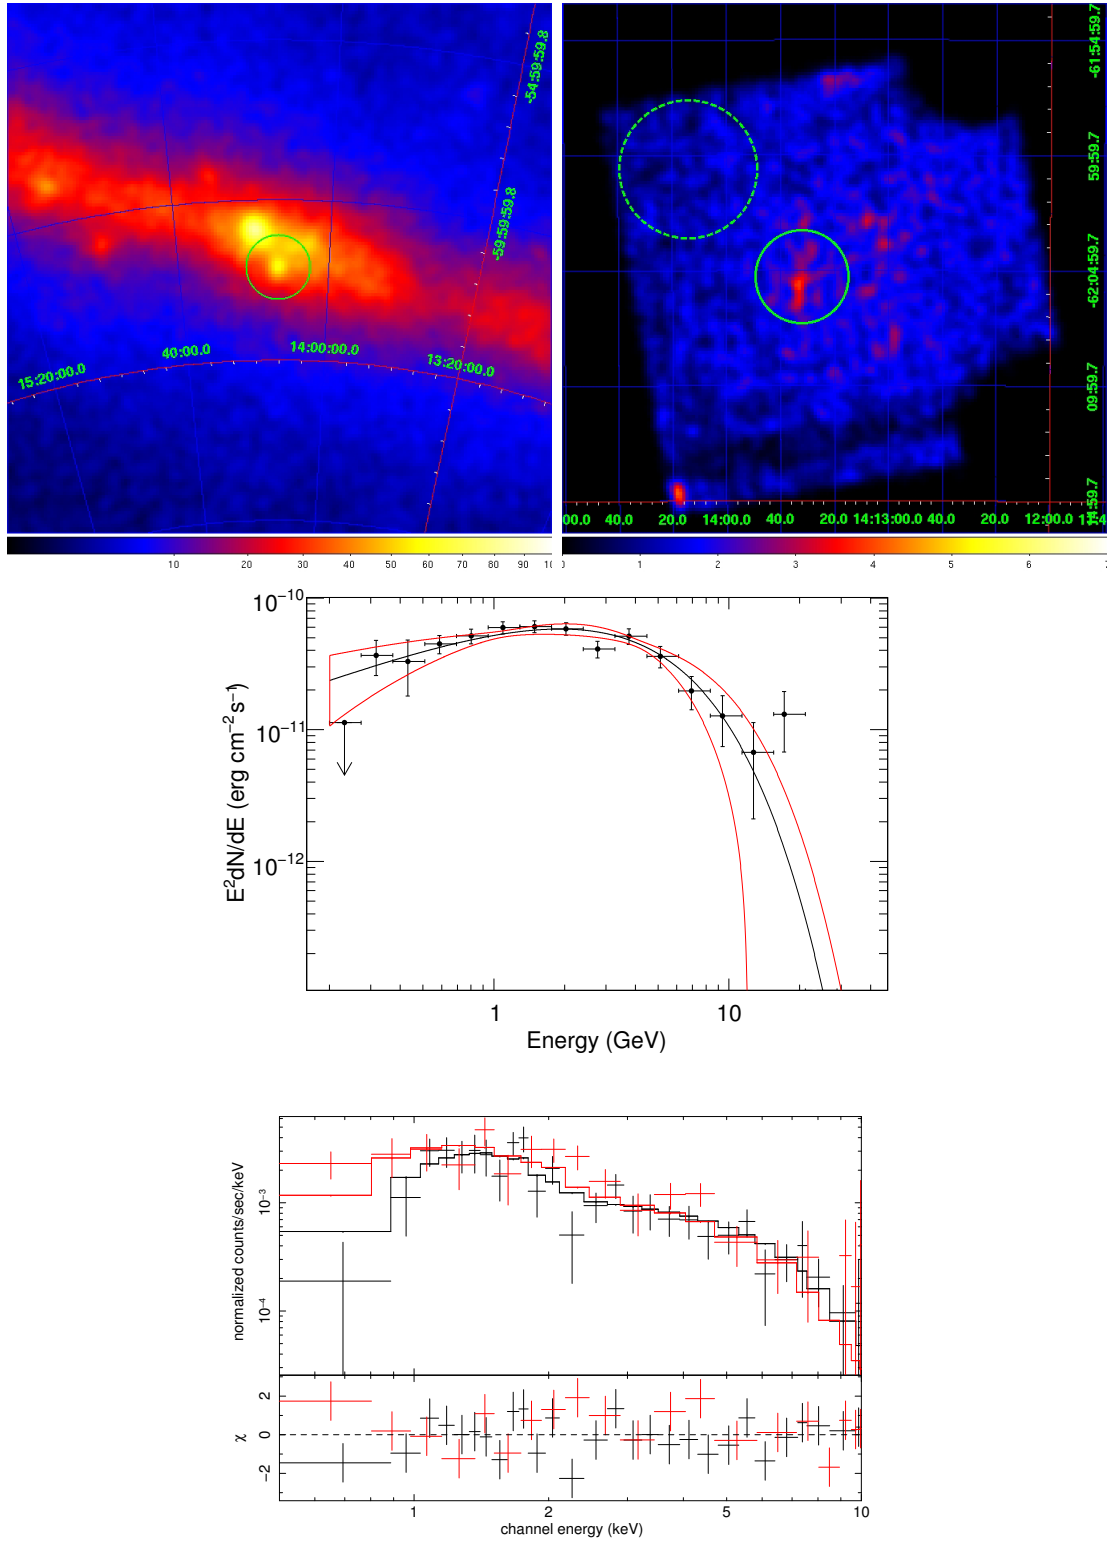 -54:59:59.8
-59:59:59.8
15:20:00.0
40:00.0
14:00:00.0
13:20:00.0
10 20 30 40 50 60 70 80 90
-61:54:59.7
59:59.7
-62:04:59.7
09:59.7
:59.7
00.0 40.0 20.0 14:00.0 40.0 20.0 14:13:00.0 40.0 20.0 12:00.0
1 2 3 4 5 6
10⁻¹⁰
10⁻¹¹
10⁻¹²
E²dN/dE (erg cm⁻² s⁻¹)
1 10
Energy (GeV)
10⁻³
10⁻⁴
normalized counts/sec/keV
2
0
−2
χ
1 2 5 10
channel energy (keV)